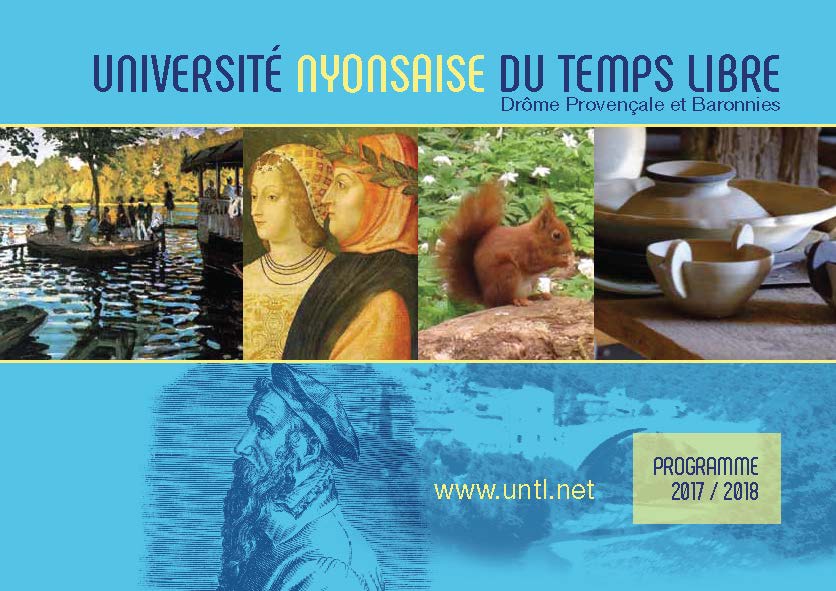 UNIVERSITÉ NYONSAISE DU TEMPS LIBRE
Drôme Provençale et Baronnies
www.untl.net
PROGRAMME
2017 / 2018